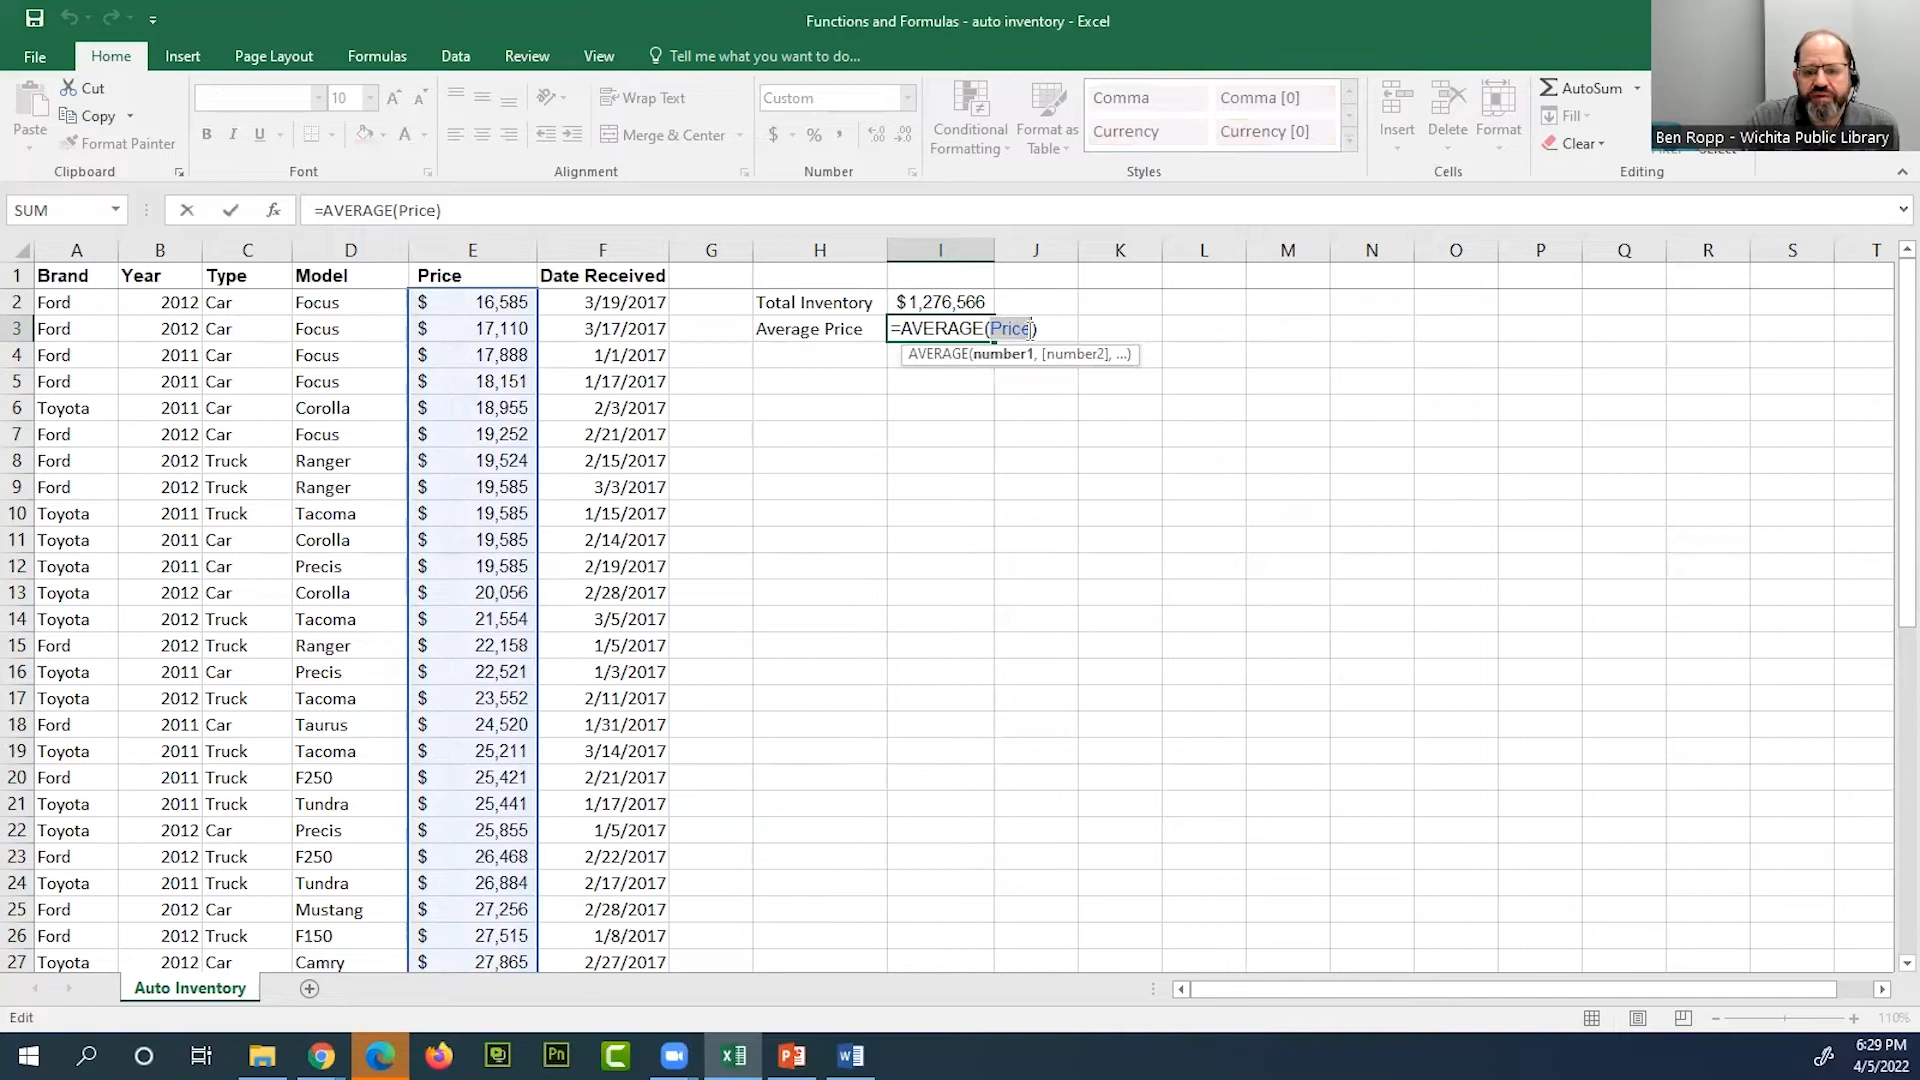 Functions and Formulas - auto inventory - Excel
File Home Insert Page Layout Formulas Data Review View Tell me what you want to do...
Paste Cut Copy Format Painter
10
Wrap Text
Merge & Center
Custom
$ % ,
Conditional Formatting
Format as Table
Comma Comma [0]
Currency Currency [0]
Insert Delete Format
AutoSum
Fill
Clear
Ben Ropp - Wichita Public Library
Clipboard Font Alignment Number Styles Cells Editing
SUM =AVERAGE(Price)
A B C D E F G H I J K L M N O P Q R S T
1 Brand Year Type Model Price Date Received
2 Ford 2012 Car Focus $ 16,585 3/19/2017 Total Inventory $1,276,566
3 Ford 2012 Car Focus $ 17,110 3/17/2017 Average Price =AVERAGE(Price)
AVERAGE(number1, [number2], ...)
4 Ford 2011 Car Focus $ 17,888 1/1/2017
5 Ford 2011 Car Focus $ 18,151 1/17/2017
6 Toyota 2011 Car Corolla $ 18,955 2/3/2017
7 Ford 2012 Car Focus $ 19,252 2/21/2017
8 Ford 2012 Truck Ranger $ 19,524 2/15/2017
9 Ford 2012 Truck Ranger $ 19,585 3/3/2017
10 Toyota 2011 Truck Tacoma $ 19,585 1/15/2017
11 Toyota 2011 Car Corolla $ 19,585 2/14/2017
12 Toyota 2011 Car Precis $ 19,585 2/19/2017
13 Toyota 2012 Car Corolla $ 20,056 2/28/2017
14 Toyota 2012 Truck Tacoma $ 21,554 3/5/2017
15 Ford 2012 Truck Ranger $ 22,158 1/5/2017
16 Toyota 2011 Car Precis $ 22,521 1/3/2017
17 Toyota 2012 Truck Tacoma $ 23,552 2/11/2017
18 Ford 2011 Car Taurus $ 24,520 1/31/2017
19 Toyota 2011 Truck Tacoma $ 25,211 3/14/2017
20 Ford 2011 Truck F250 $ 25,421 2/21/2017
21 Toyota 2011 Truck Tundra $ 25,441 1/17/2017
22 Toyota 2012 Car Precis $ 25,855 1/5/2017
23 Ford 2012 Truck F250 $ 26,468 2/22/2017
24 Toyota 2011 Truck Tundra $ 26,884 2/17/2017
25 Ford 2012 Car Mustang $ 27,256 2/28/2017
26 Ford 2012 Truck F150 $ 27,515 1/8/2017
27 Toyota 2012 Car Camry $ 27,865 2/27/2017
Auto Inventory
Edit 110%
6:29 PM
4/5/2022